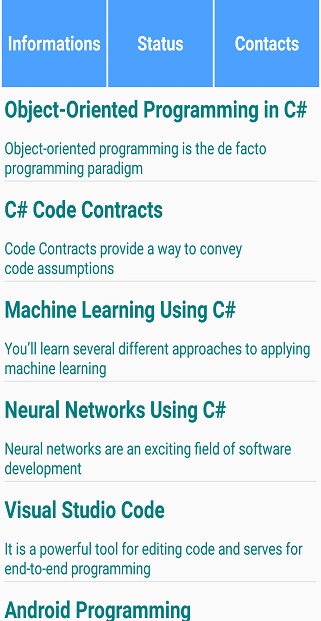 Informations Status Contacts
Object-Oriented Programming in C#
Object-oriented programming is the de facto
programming paradigm
C# Code Contracts
Code Contracts provide a way to convey
code assumptions
Machine Learning Using C#
You'll learn several different approaches to applying
machine learning
Neural Networks Using C#
Neural networks are an exciting field of software
development
Visual Studio Code
It is a powerful tool for editing code and serves for
end-to-end programming
Android Programming